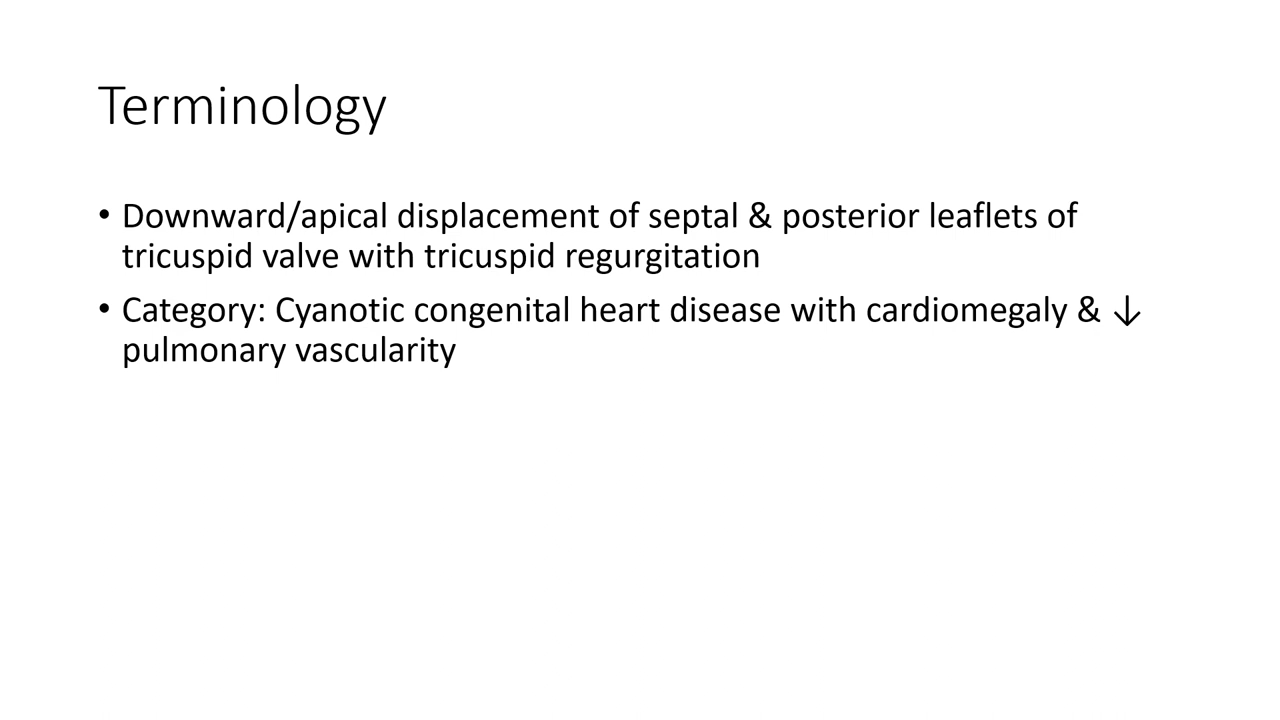 Terminology
• Downward/apical displacement of septal & posterior leaflets of
tricuspid valve with tricuspid regurgitation
• Category: Cyanotic congenital heart disease with cardiomegaly & ↓
pulmonary vascularity